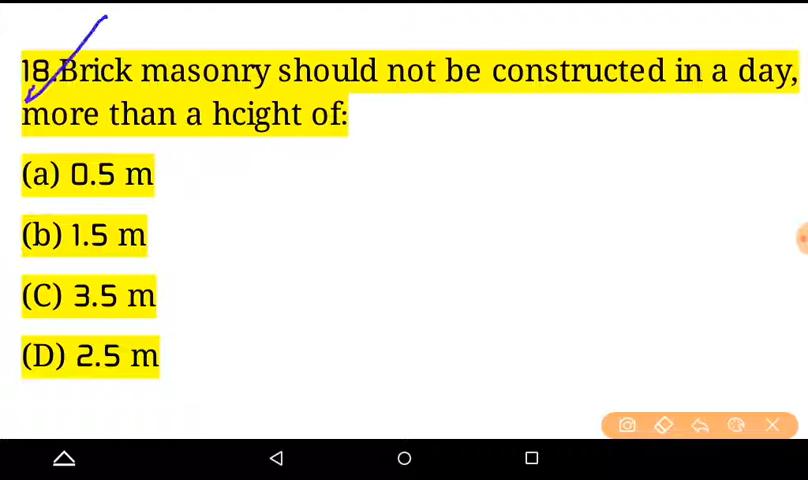 18.Brick masonry should not be constructed in a day,
more than a hcight of:
(a) 0.5 m
(b) 1.5 m
(C) 3.5 m
(D) 2.5 m